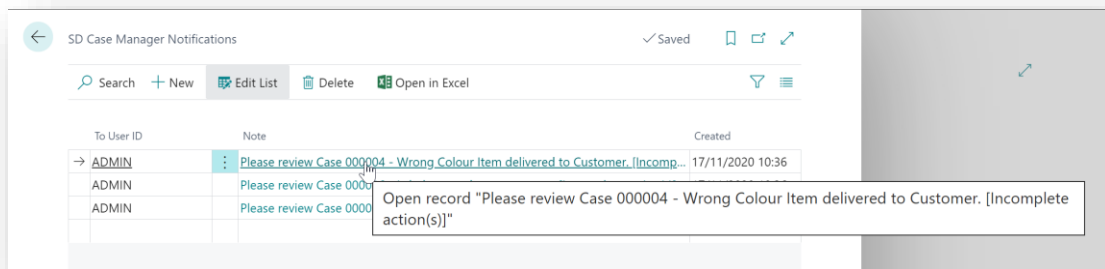 SD Case Manager Notifications Saved
Search New Edit List Delete Open in Excel
To User ID Note Created
ADMIN Please review Case 000004 - Wrong Colour Item delivered to Customer. [Incomp... 17/11/2020 10:36
ADMIN Please review Case
ADMIN Please review Case
Open record "Please review Case 000004 - Wrong Colour Item delivered to Customer. [Incomplete
action(s)]"